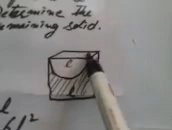 Determine the
remaining solid.
l
l
6l²